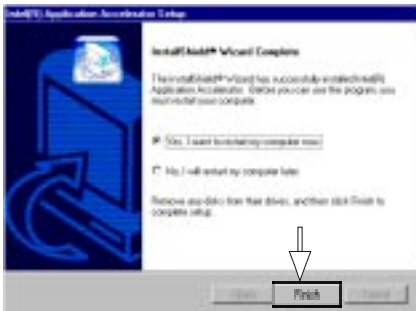 Intel(R) Application Accelerator Setup
InstallShield® Wizard Complete
The InstallShield® Wizard has successfully installed Intel(R)
Application Accelerator. Before you can use the program, you
must restart your computer.
Yes, I want to restart my computer now.
No, I will restart my computer later.
Remove any disks from their drives, and then click Finish to
complete setup.
Finish